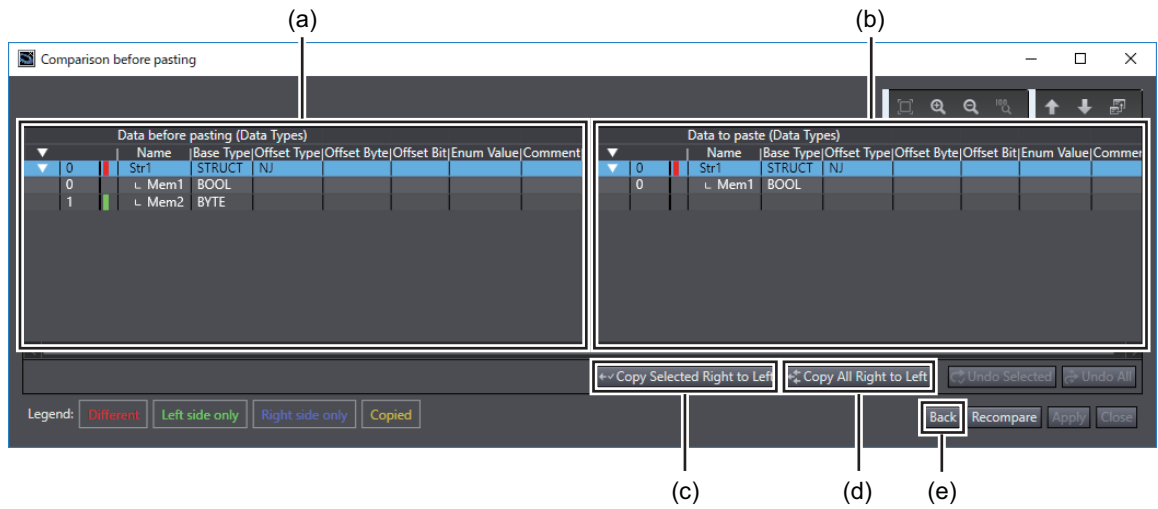 (a) (b)
Comparison before pasting
100
Data before pasting (Data Types) Data to paste (Data Types)
▼ Name Base Type Offset Type Offset Byte Offset Bit Enum Value Comment ▼ Name Base Type Offset Type Offset Byte Offset Bit Enum Value Commer
▼ 0 Str1 STRUCT NJ ▼ 0 Str1 STRUCT NJ
0 ∟ Mem1 BOOL 0 ∟ Mem1 BOOL
1 ∟ Mem2 BYTE
Copy Selected Right to Left Copy All Right to Left Undo Selected Undo All
Legend: Different Left side only Right side only Copied Back Recompare Apply Close
(c) (d) (e)